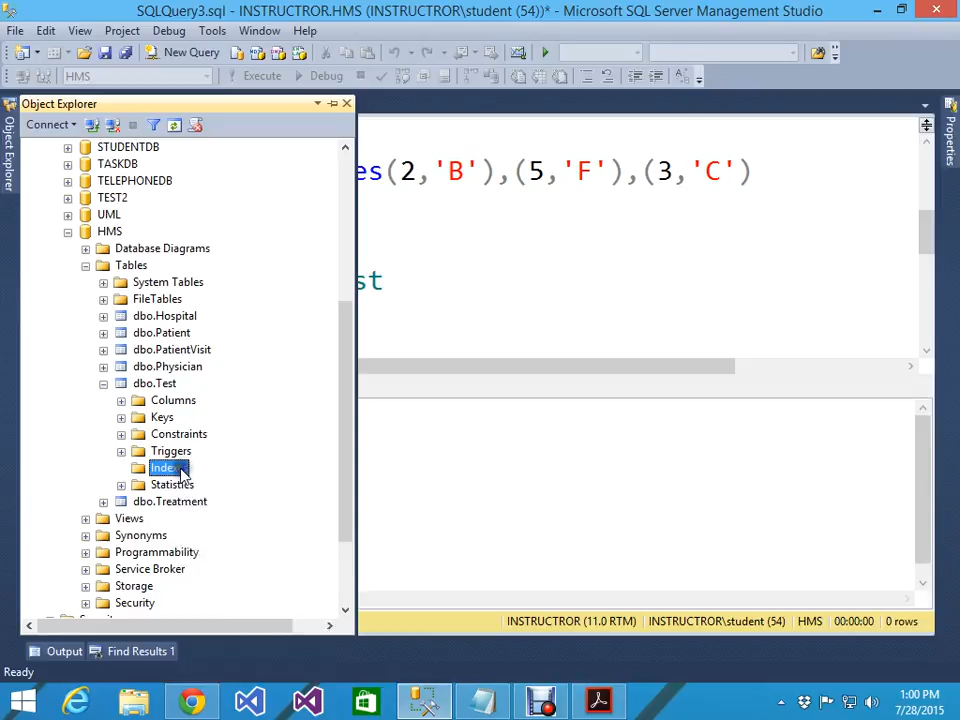 SQLQuery3.sql - INSTRUCTROR.HMS (INSTRUCTROR\student (54))* - Microsoft SQL Server Management Studio
File Edit View Project Debug Tools Window Help
New Query
HMS Execute Debug
Object Explorer
Connect
STUDENTDB
TASKDB
TELEPHONEDB
TEST2
UML
HMS
Database Diagrams
Tables
System Tables
FileTables
dbo.Hospital
dbo.Patient
dbo.PatientVisit
dbo.Physician
dbo.Test
Columns
Keys
Constraints
Triggers
Statistics
dbo.Treatment
Views
Synonyms
Programmability
Service Broker
Storage
Security
Object Explorer
es(2,'B'),(5,'F'),(3,'C')
st
Properties
INSTRUCTROR (11.0 RTM) INSTRUCTROR\student (54) HMS 00:00:00 0 rows
Output Find Results 1
Ready
1:00 PM
7/28/2015